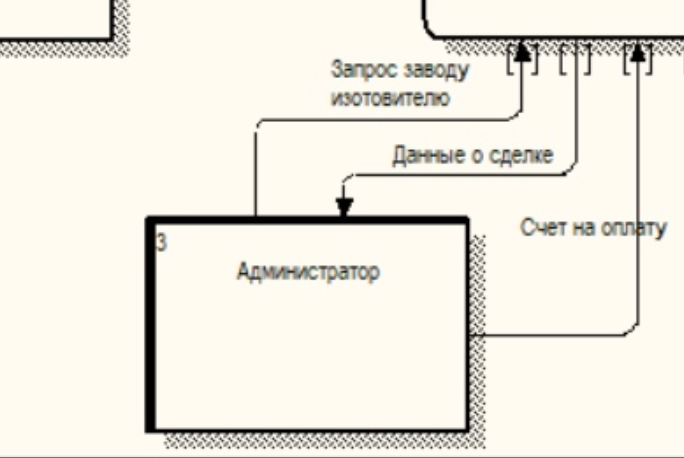 Запрос заводу
изотовителю
Данные о сделке
Счет на оплату
3
Администратор